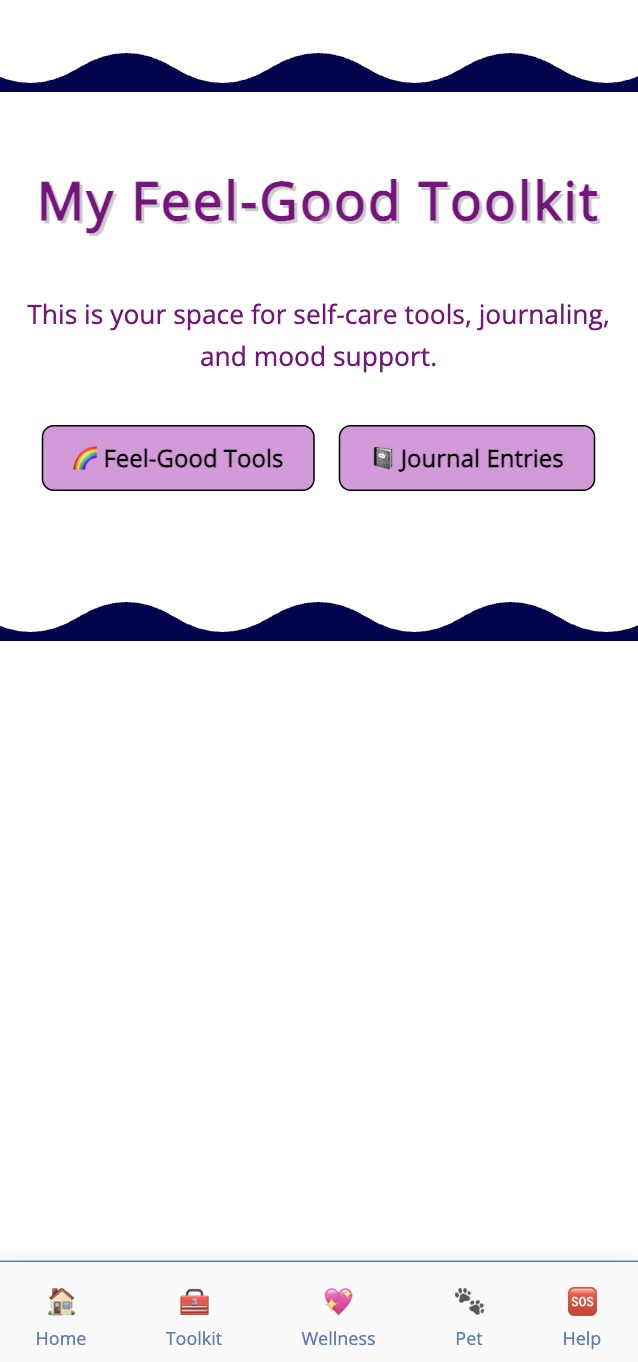 My Feel-Good Toolkit
This is your space for self-care tools, journaling,
and mood support.
🌈 Feel-Good Tools
📓 Journal Entries
🏠 Home
🧰 Toolkit
💖 Wellness
🐾 Pet
🆘 Help